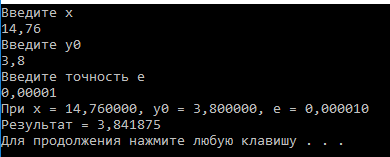 Введите x
14,76
Введите y0
3,8
Введите точность e
0,00001
При x = 14,760000, y0 = 3,800000, e = 0,000010
Результат = 3,841875
Для продолжения нажмите любую клавишу . . .